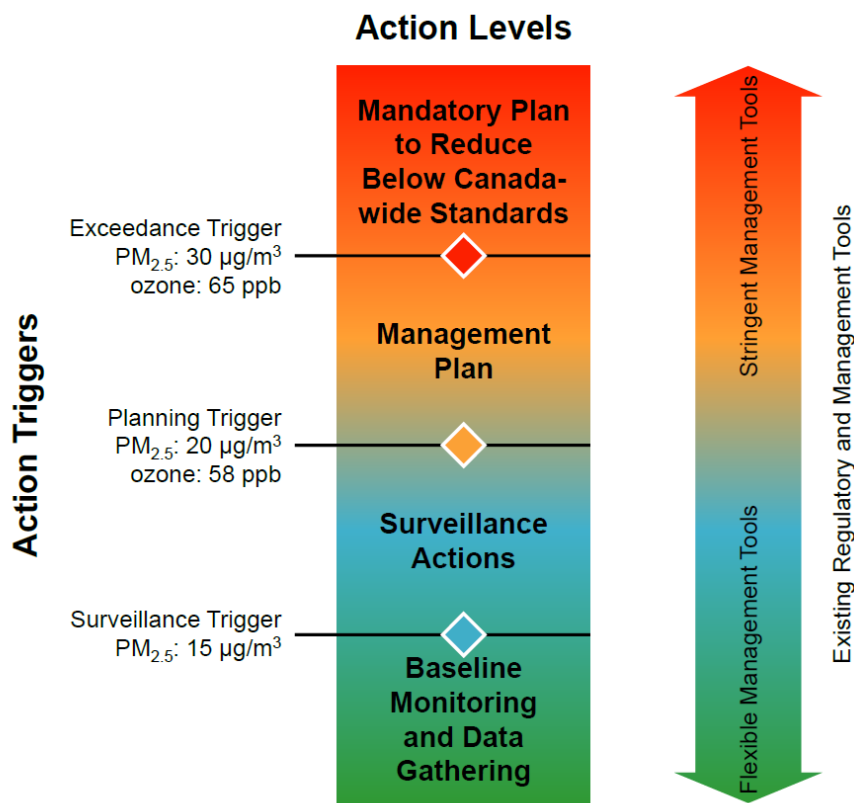 Action Levels
Mandatory Plan
to Reduce
Below Canada-
wide Standards
Exceedance Trigger
PM2.5: 30 µg/m³
ozone: 65 ppb
Management
Plan
Planning Trigger
PM2.5: 20 µg/m³
ozone: 58 ppb
Surveillance
Actions
Surveillance Trigger
PM2.5: 15 µg/m³
Baseline
Monitoring
and Data
Gathering
Action Triggers
Stringent Management Tools
Flexible Management Tools
Existing Regulatory and Management Tools